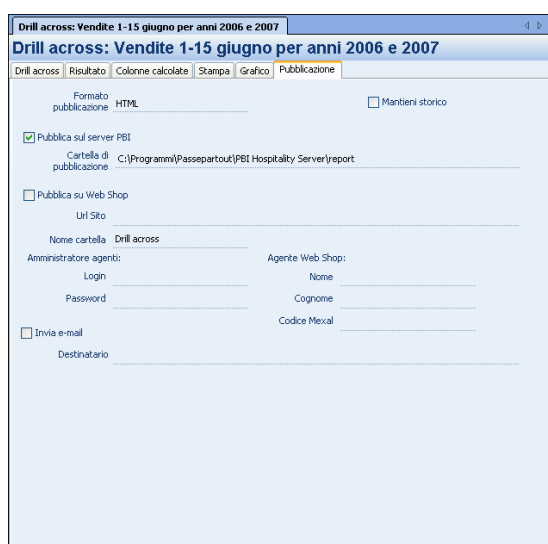 Drill across: Vendite 1-15 giugno per anni 2006 e 2007
Drill across: Vendite 1-15 giugno per anni 2006 e 2007
Drill across Risultato Colonne calcolate Stampa Grafico Pubblicazione
Formato pubblicazione HTML Mantieni storico
Pubblica sul server PBI
Cartella di pubblicazione C:\Programmi\Passepartout\PBI Hospitality Server\report
Pubblica su Web Shop
Url Sito
Nome cartella Drill across
Amministratore agenti: Agente Web Shop:
Login Nome
Password Cognome
Codice Mexal
Invia e-mail
Destinatario